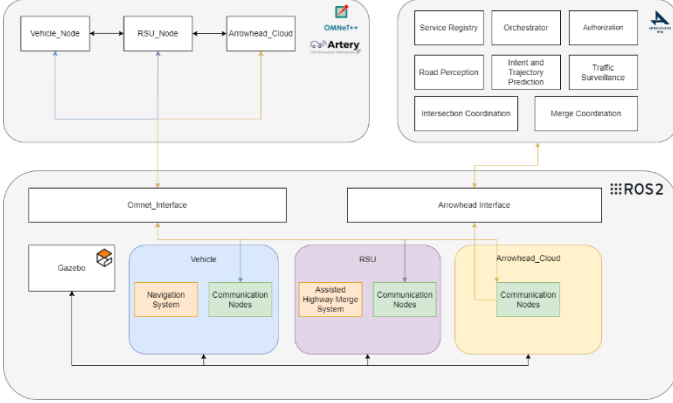 OMNeT++
Artery
Vehicle_Node
RSU_Node
Arrowhead_Cloud
Service Registry
Orchestrator
Authorization
Road Perception
Intent and
Trajectory
Prediction
Traffic
Surveillance
Intersection Coordination
Merge Coordination
ROS2
Omnet_Interface
Arrowhead Interface
Gazebo
Vehicle
Navigation
System
Communication
Nodes
RSU
Assisted
Highway Merge
System
Communication
Nodes
Arrowhead_Cloud
Communication
Nodes